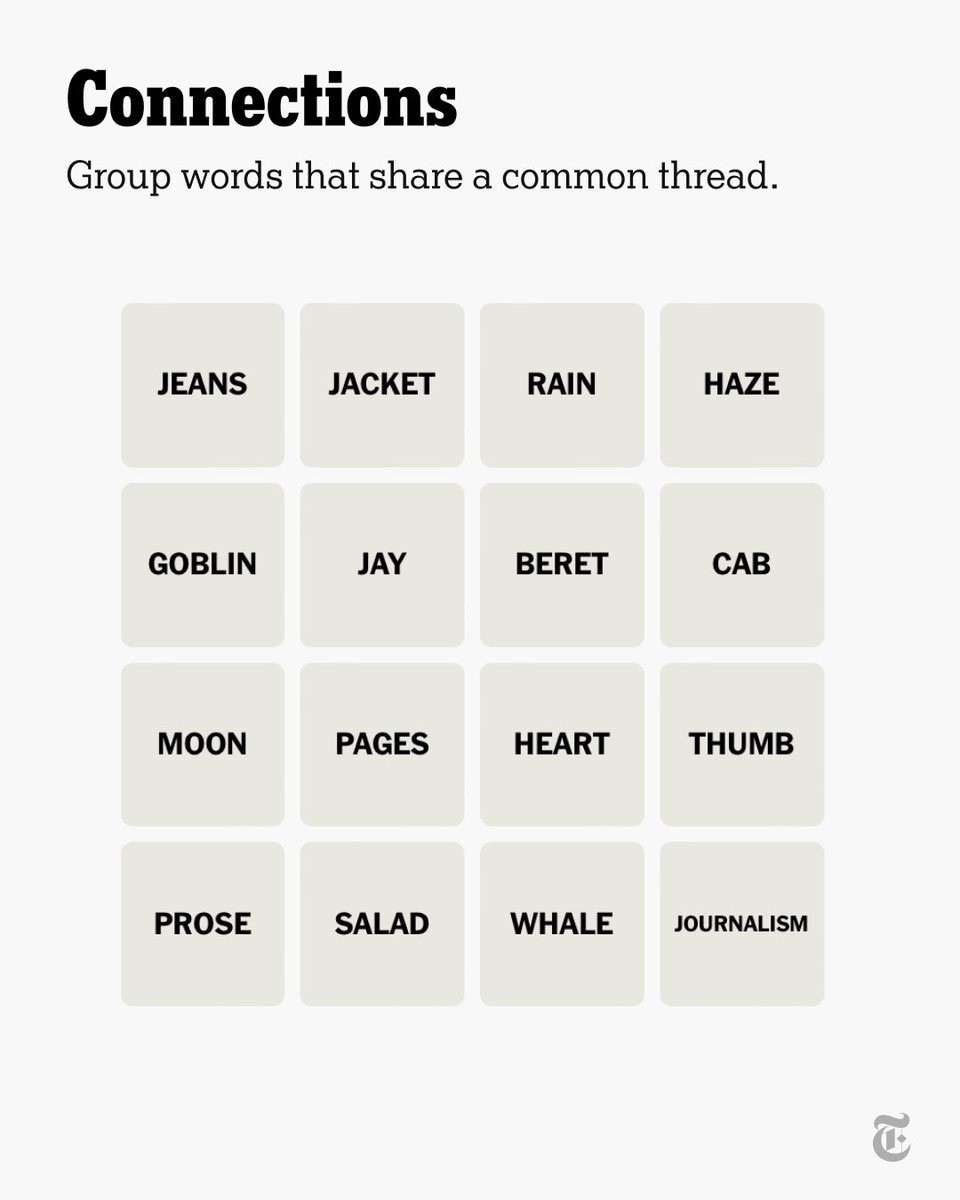 Connections
Group words that share a common thread.
JEANS JACKET RAIN HAZE
GOBLIN JAY BERET CAB
MOON PAGES HEART THUMB
PROSE SALAD WHALE JOURNALISM
T